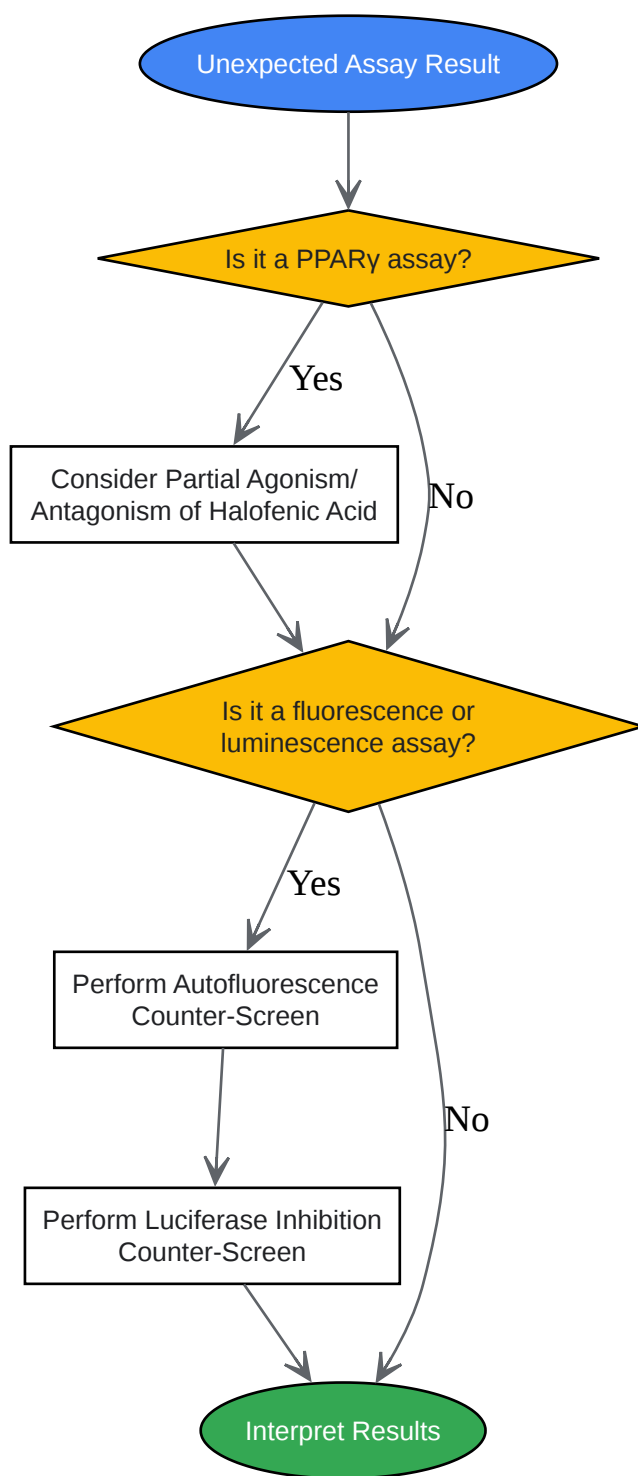 Unexpected Assay Result
Is it a PPARγ assay?
Yes
Consider Partial Agonism/
Antagonism of Halofenic Acid
No
Is it a fluorescence or
luminescence assay?
Yes
Perform Autofluorescence
Counter-Screen
No
Perform Luciferase Inhibition
Counter-Screen
Interpret Results